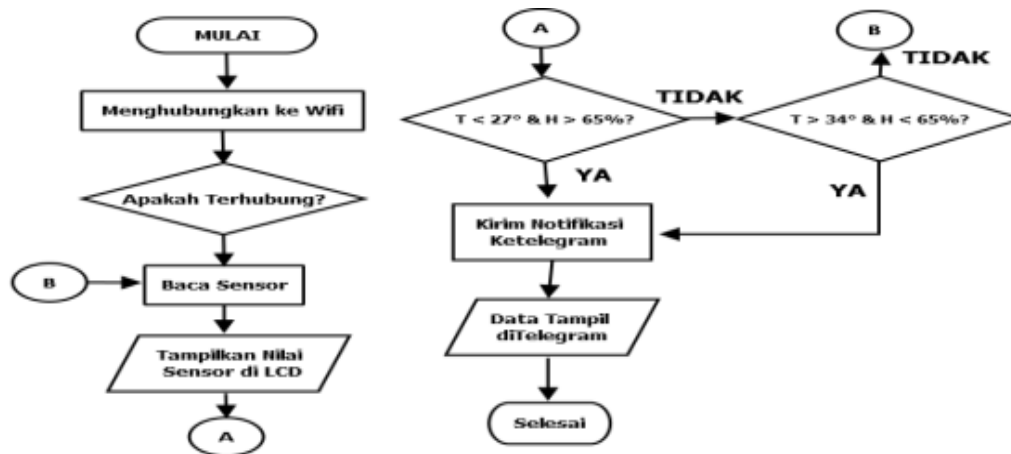 MULAI
Menghubungkan ke Wifi
Apakah Terhubung?
B
Baca Sensor
Tampilkan Nilai
Sensor di LCD
A
A
T < 27° & H > 65%?
TIDAK
YA
B
TIDAK
T > 34° & H < 65%?
YA
Kirim Notifikasi
Ketelegram
Data Tampil
diTelegram
Selesai